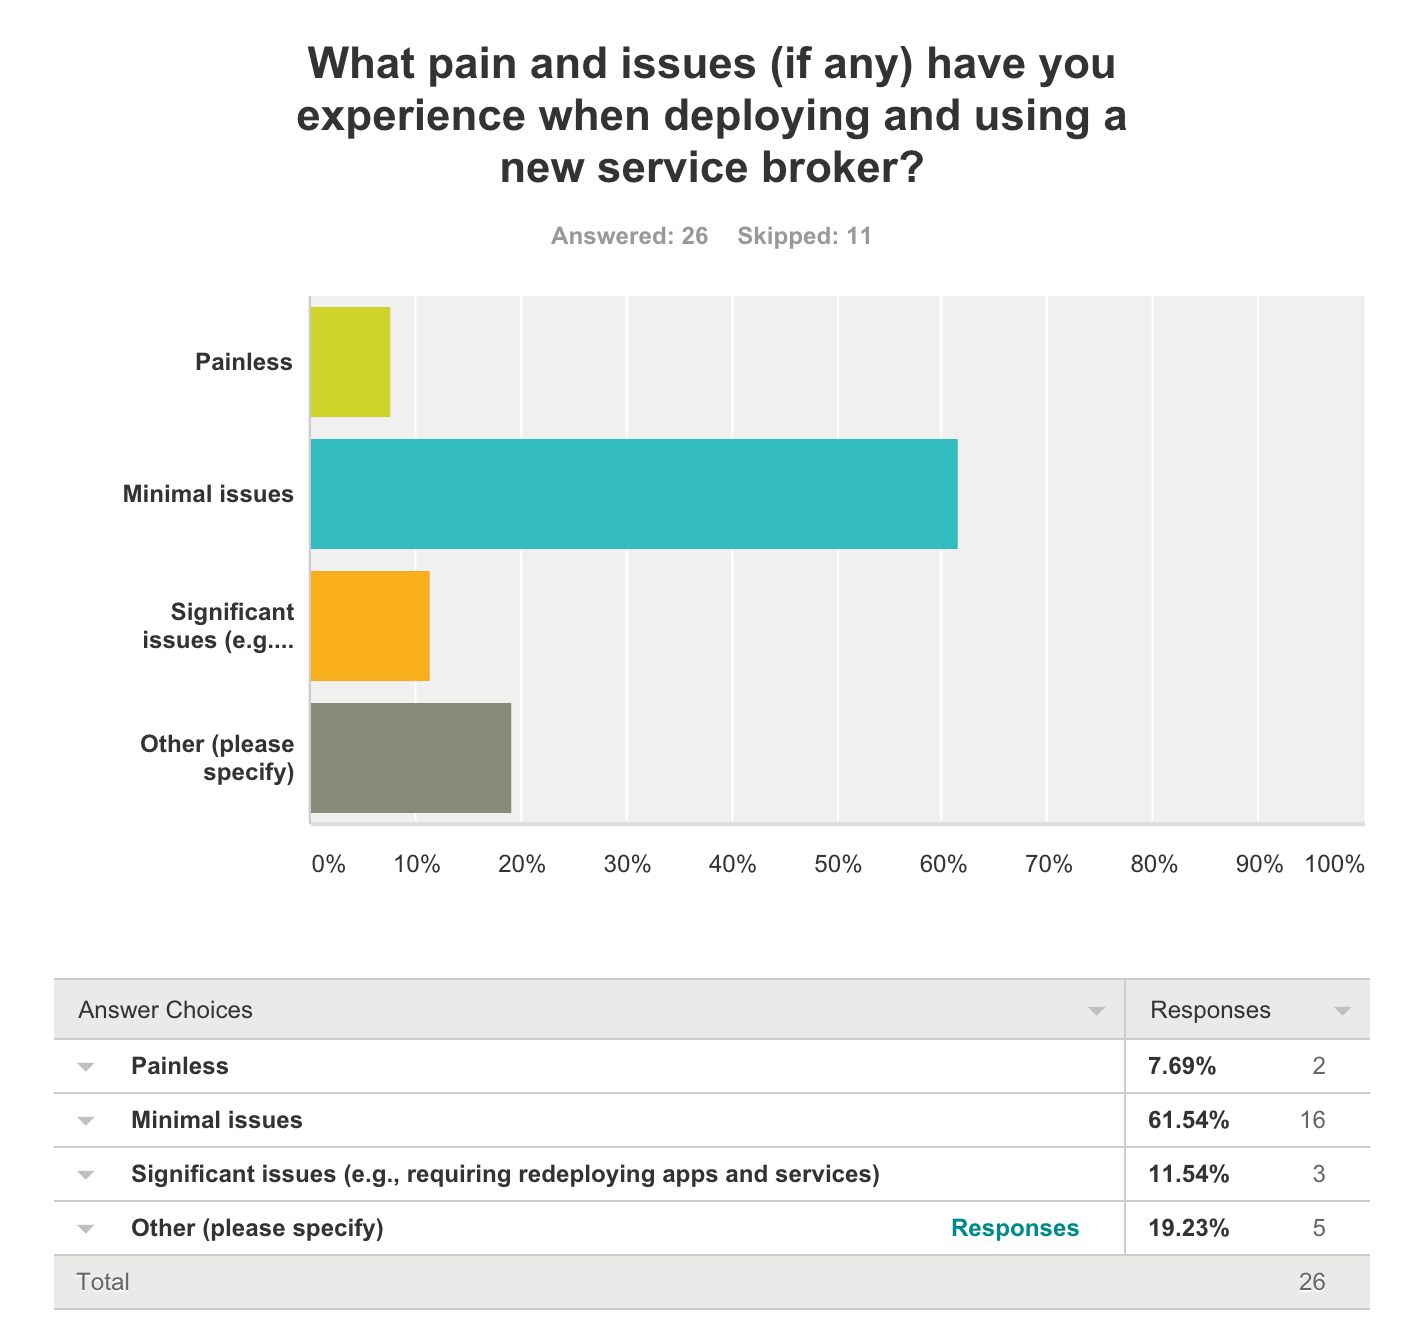 What pain and issues (if any) have you
experience when deploying and using a
new service broker?
Answered: 26 Skipped: 11
Painless
Minimal issues
Significant
issues (e.g....
Other (please
specify)
0% 10% 20% 30% 40% 50% 60% 70% 80% 90% 100%
Answer Choices Responses
Painless 7.69% 2
Minimal issues 61.54% 16
Significant issues (e.g., requiring redeploying apps and services) 11.54% 3
Other (please specify) Responses 19.23% 5
Total 26